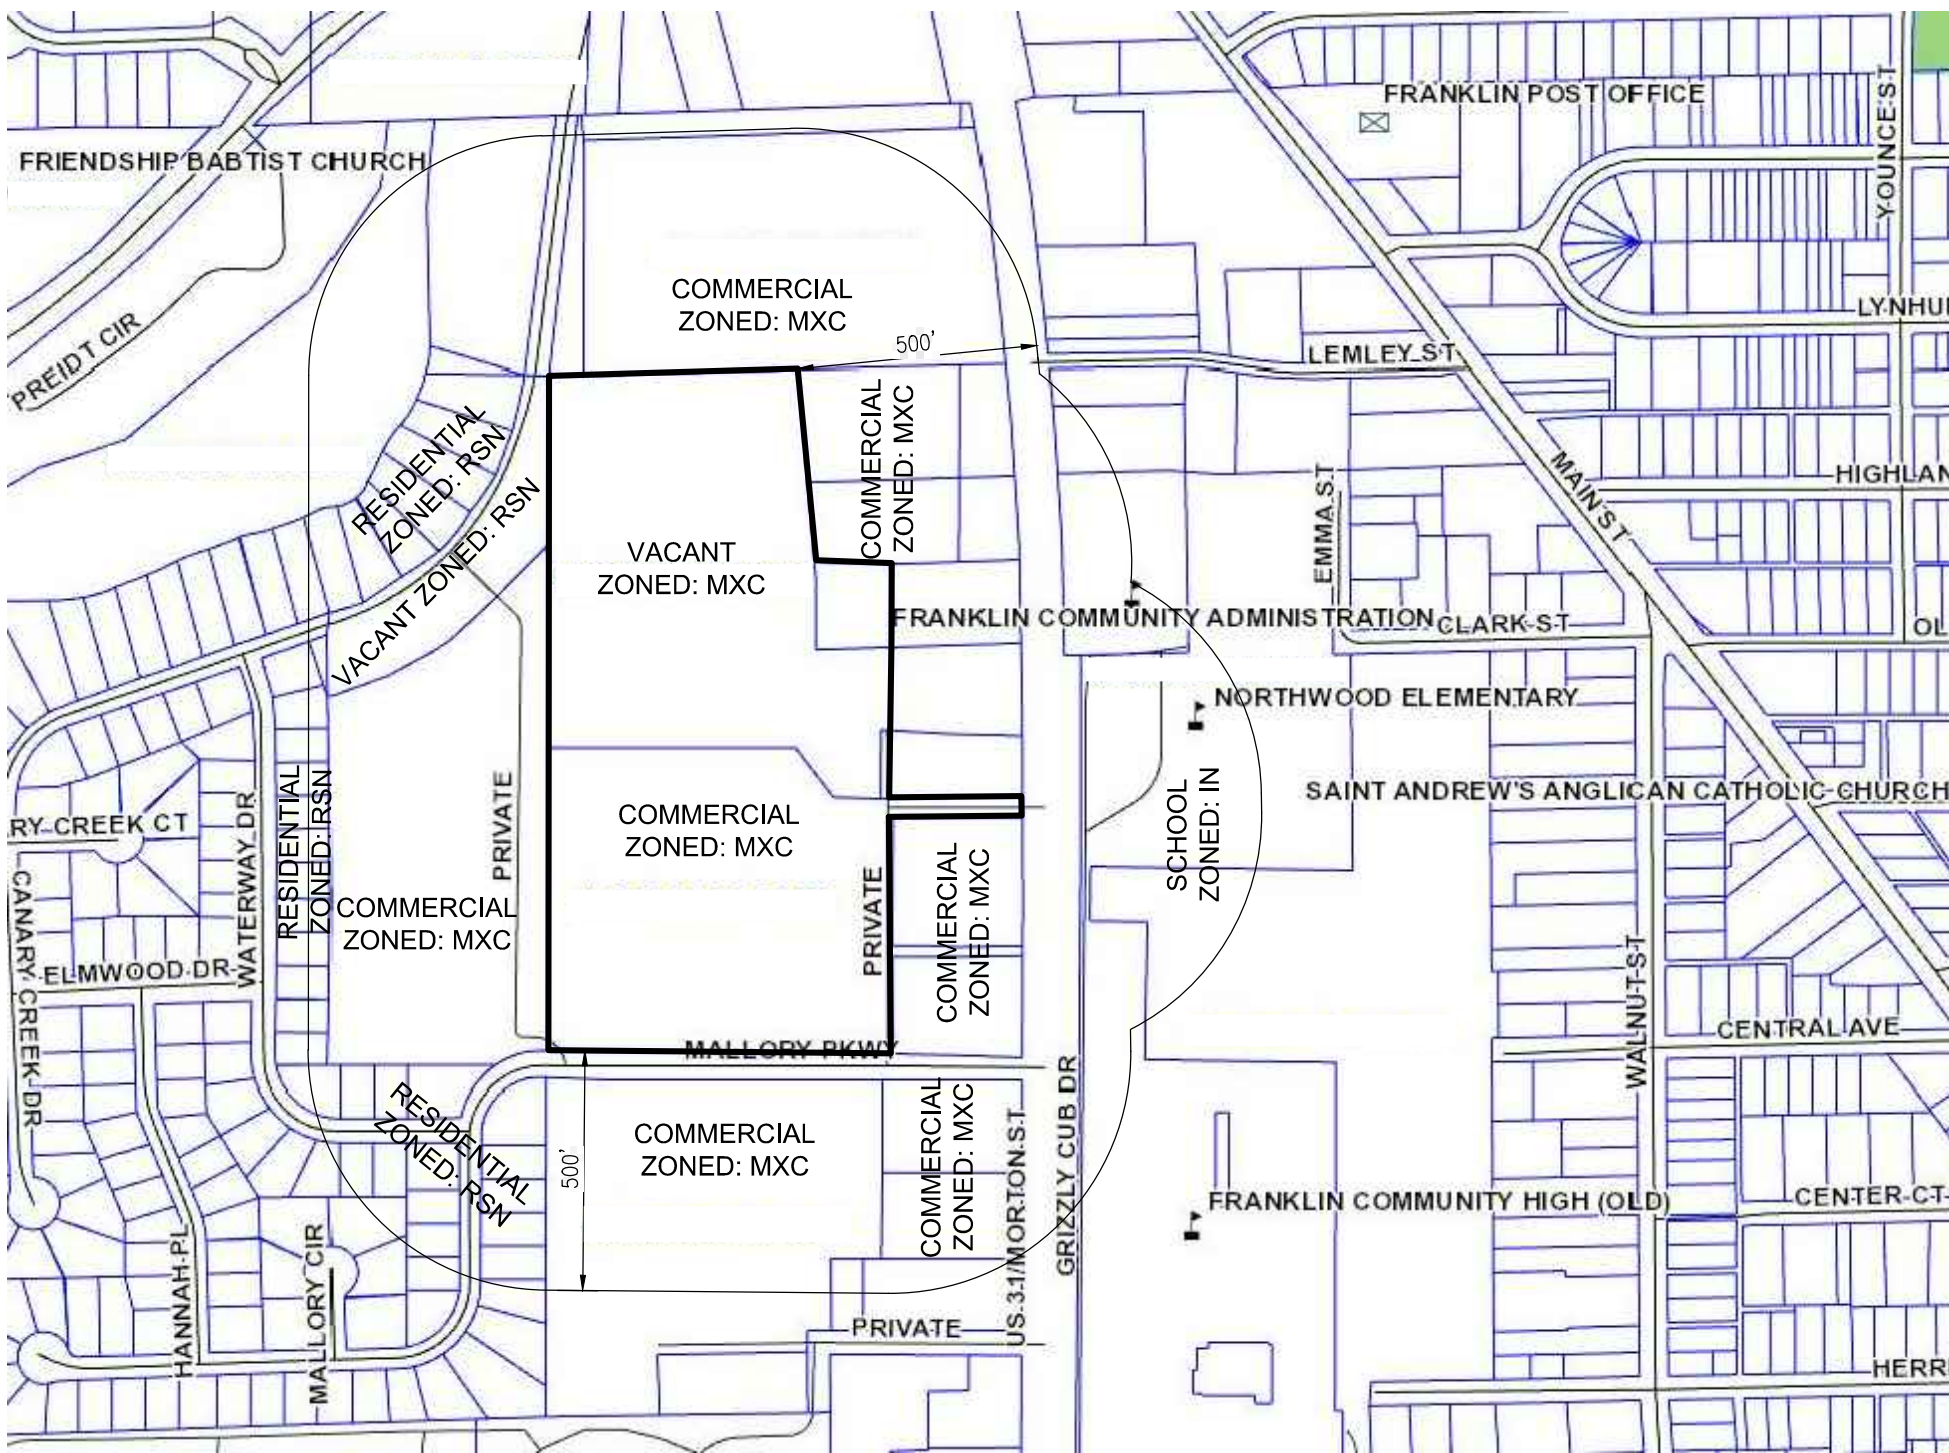 FRANKLIN POST OFFICE
YOUNCE ST
FRIENDSHIP BABTIST CHURCH
COMMERCIAL
ZONED: MXC
LYNHU
500'
LEMLEY ST
PREIDT CIR
COMMERCIAL
ZONED: MXC
RESIDENTIAL
ZONED: RSN
VACANT ZONED: RSN
MAIN ST
HIGHLAN
EMMA ST
VACANT
ZONED: MXC
FRANKLIN COMMUNITY ADMINISTRATION
CLARK ST
OL
NORTHWOOD ELEMENTARY
SCHOOL
ZONED: IN
SAINT ANDREW'S ANGLICAN CATHOLIC CHURCH
RY CREEK CT
WATERWAY DR
RESIDENTIAL
ZONED: RSN
PRIVATE
COMMERCIAL
ZONED: MXC
COMMERCIAL
ZONED: MXC
PRIVATE
COMMERCIAL
ZONED: MXC
CANARY CREEK DR
ELMWOOD DR
WALNUT ST
CENTRAL AVE
MALLORY PKWY
RESIDENTIAL
ZONED: RSN
500'
COMMERCIAL
ZONED: MXC
COMMERCIAL
ZONED: MXC
US 31/MORTON ST
GRIZZLY CUB DR
FRANKLIN COMMUNITY HIGH (OLD)
CENTER CT
HANNAH PL
MALLORY CIR
PRIVATE
HERR